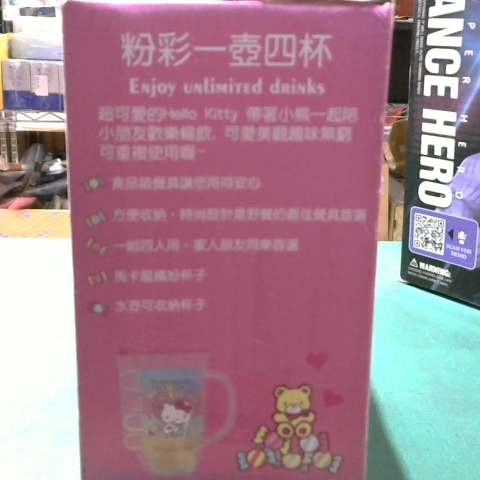 粉彩一壺四杯
Enjoy unlimited drinks
超可愛的Hello Kitty 帶著小熊一起陪
小朋友歡樂暢飲, 可愛美觀趣味無窮
可重複使用喔~
食品級餐具讓您用得安心
方便收納,時尚設計是野餐的最佳餐具首選
一組四人用,家人朋友同樂首選
馬卡龍繽紛杯子
水壺可收納杯子
PER HERO
ANCE HERO
SCAN FOR
DEMO
WARNING: